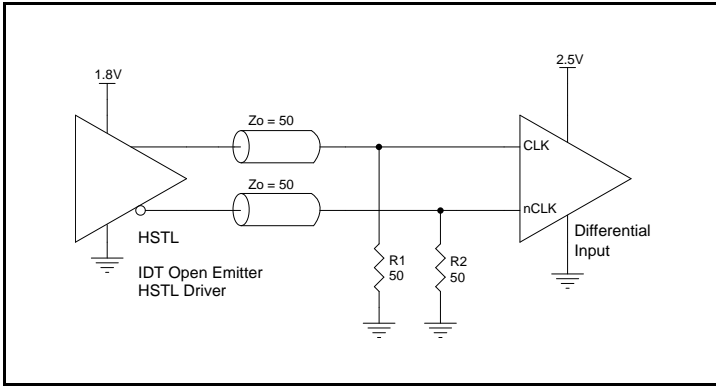 1.8V
2.5V
Zo = 50
CLK
Zo = 50
nCLK
HSTL
Differential
Input
R1
50
R2
50
IDT Open Emitter
HSTL Driver